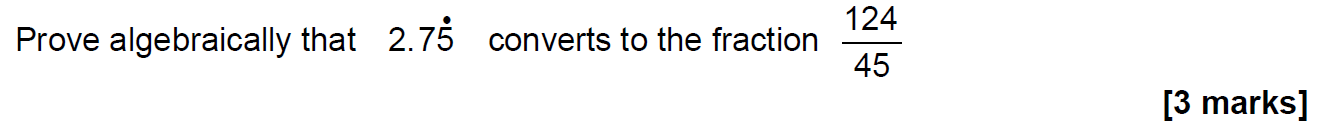 Prove algebraically that 2.75̇ converts to the fraction 124/45
[3 marks]